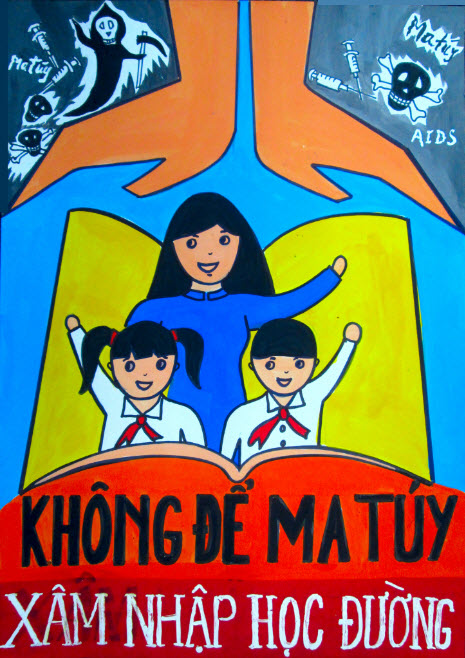 Ma túy
Ma túy
AIDS
KHÔNG ĐỂ MA TÚY
XÂM NHẬP HỌC ĐƯỜNG